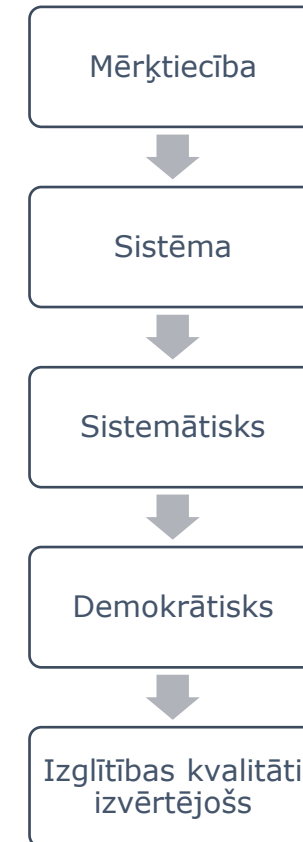 Mērķtiecība
Sistēma
Sistemātisks
Demokrātisks
Izglītības kvalitāti
izvērtējošs